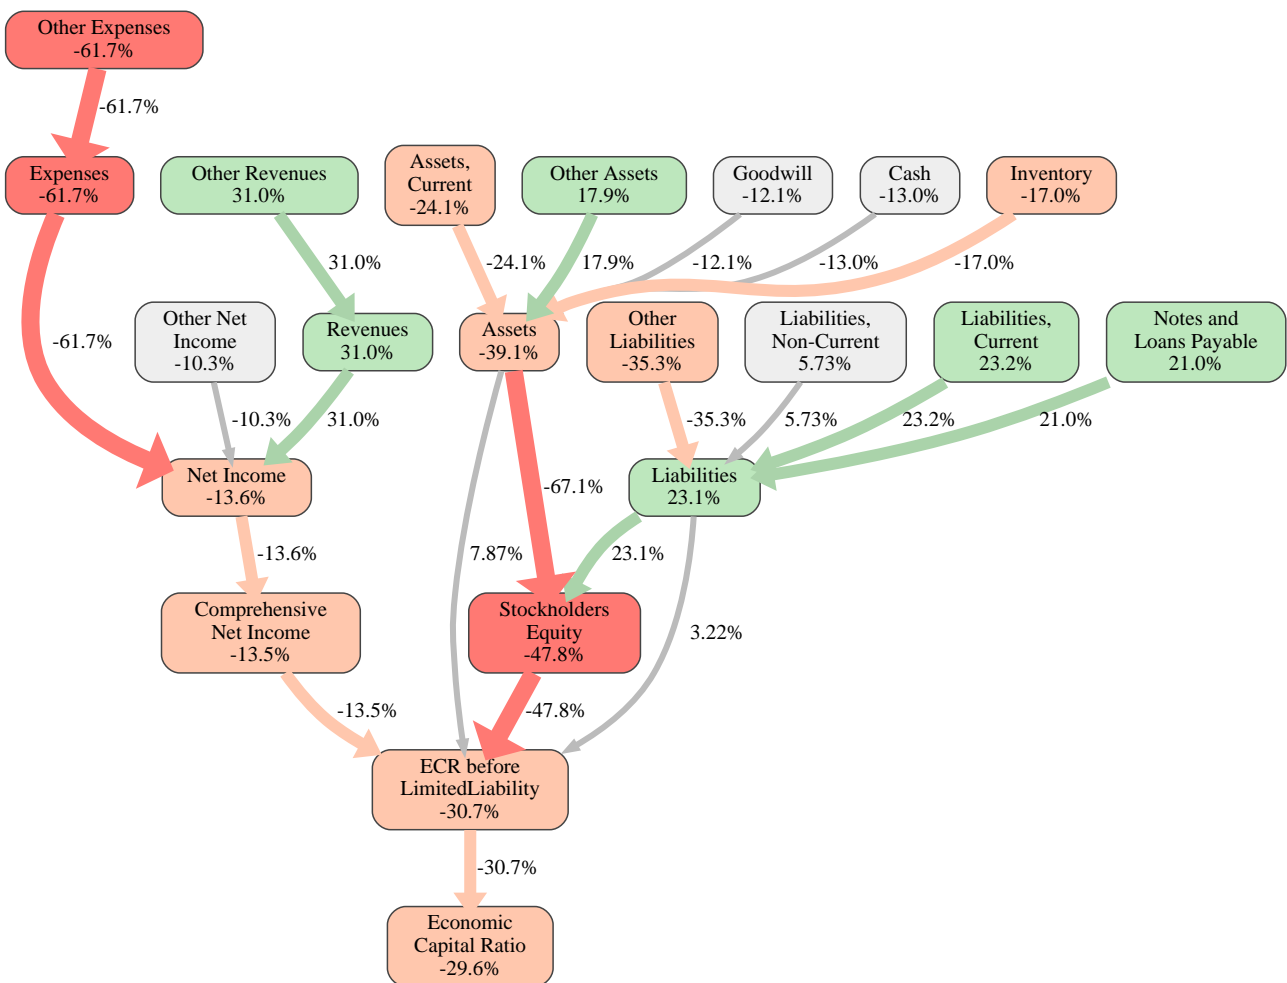 Other Expenses
-61.7%
-61.7%
Expenses
-61.7%
Other Revenues
31.0%
Assets,
Current
-24.1%
Other Assets
17.9%
Goodwill
-12.1%
Cash
-13.0%
Inventory
-17.0%
31.0%
-24.1%
17.9%
-12.1%
-13.0%
-17.0%
-61.7%
Other Net
Income
-10.3%
Revenues
31.0%
Assets
-39.1%
Other
Liabilities
-35.3%
Liabilities,
Non-Current
5.73%
Liabilities,
Current
23.2%
Notes and
Loans Payable
21.0%
-10.3%
31.0%
-35.3%
5.73%
23.2%
21.0%
Net Income
-13.6%
-67.1%
Liabilities
23.1%
-13.6%
7.87%
23.1%
Comprehensive
Net Income
-13.5%
Stockholders
Equity
-47.8%
3.22%
-13.5%
-47.8%
ECR before
LimitedLiability
-30.7%
-30.7%
Economic
Capital Ratio
-29.6%